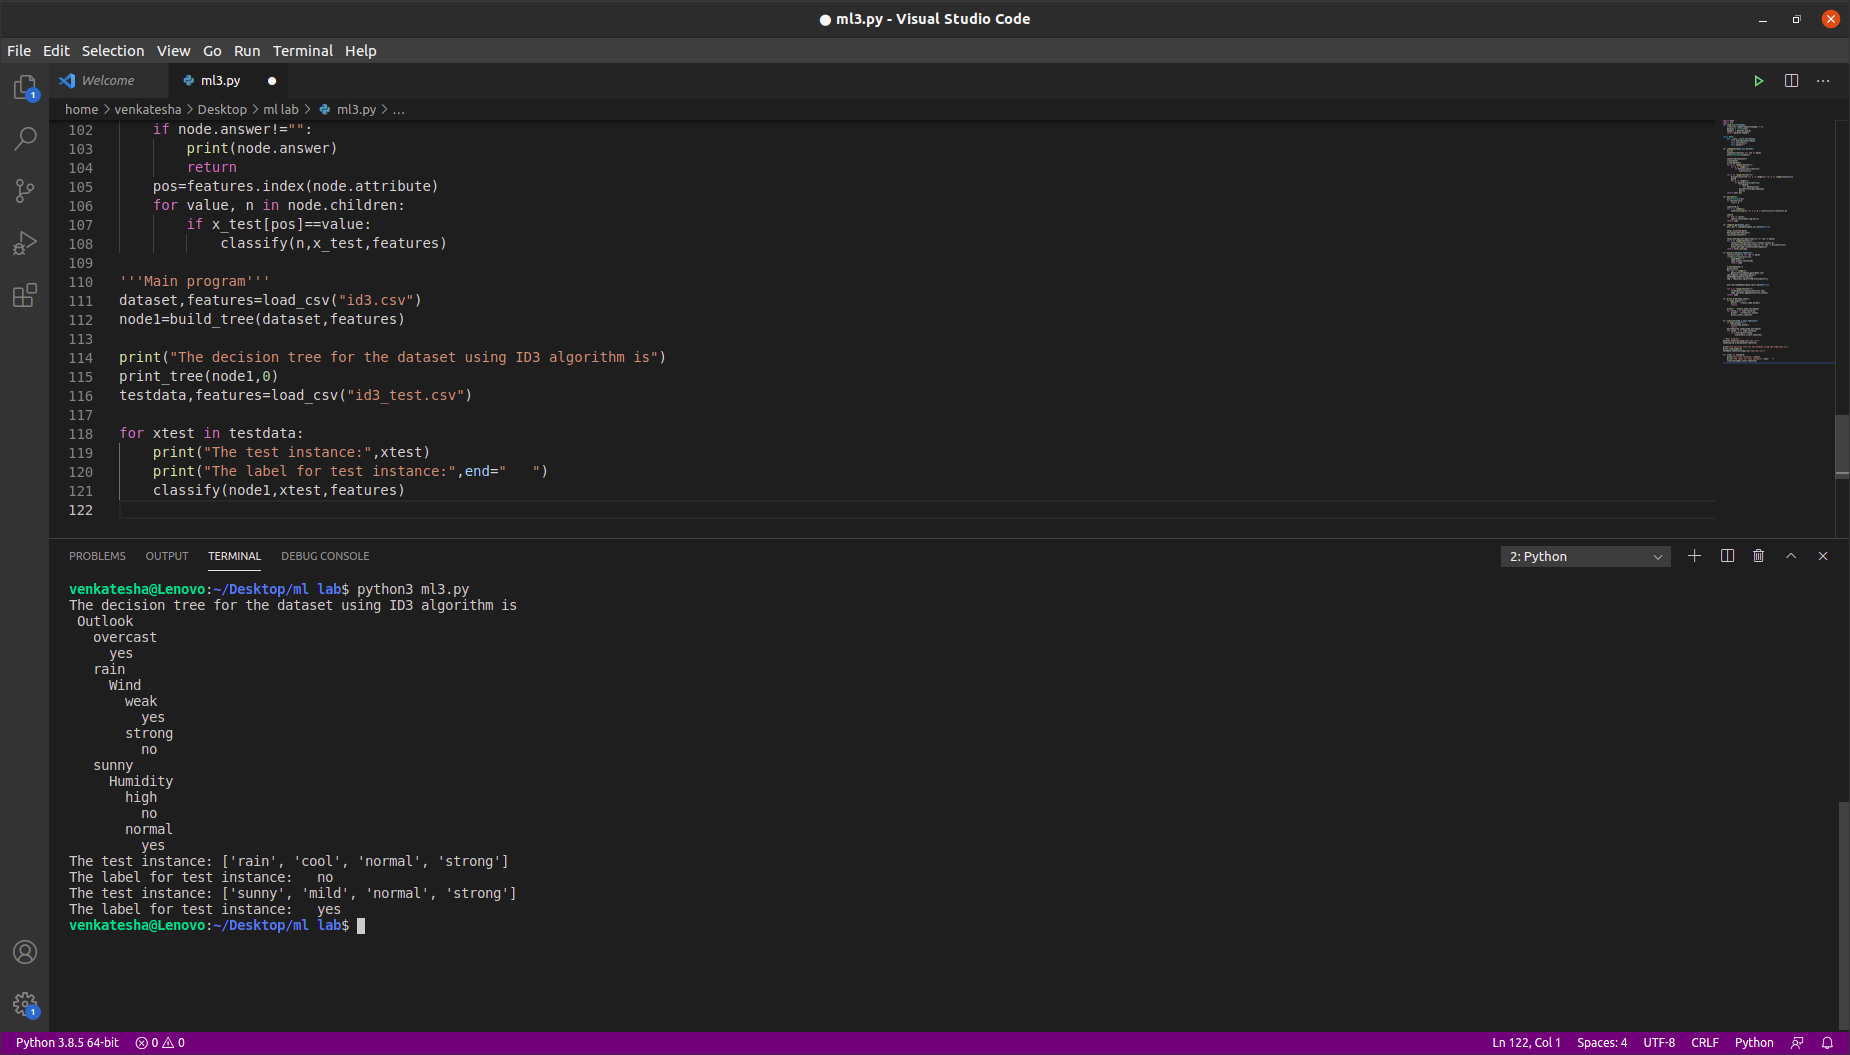 ml3.py - Visual Studio Code
File Edit Selection View Go Run Terminal Help
Welcome ml3.py
home > venkatesha > Desktop > ml lab > ml3.py > ...
102 if node.answer!="":
103 print(node.answer)
104 return
105 pos=features.index(node.attribute)
106 for value, n in node.children:
107 if x_test[pos]==value:
108 classify(n,x_test,features)
109
110 '''Main program'''
111 dataset,features=load_csv("id3.csv")
112 node1=build_tree(dataset,features)
113
114 print("The decision tree for the dataset using ID3 algorithm is")
115 print_tree(node1,0)
116 testdata,features=load_csv("id3_test.csv")
117
118 for xtest in testdata:
119 print("The test instance:",xtest)
120 print("The label for test instance:",end="   ")
121 classify(node1,xtest,features)
122
PROBLEMS OUTPUT TERMINAL DEBUG CONSOLE 2: Python
venkatesha@Lenovo:~/Desktop/ml lab$ python3 ml3.py
The decision tree for the dataset using ID3 algorithm is
Outlook
overcast
yes
rain
Wind
weak
yes
strong
no
sunny
Humidity
high
no
normal
yes
The test instance: ['rain', 'cool', 'normal', 'strong']
The label for test instance:   no
The test instance: ['sunny', 'mild', 'normal', 'strong']
The label for test instance:   yes
venkatesha@Lenovo:~/Desktop/ml lab$
1
1
Python 3.8.5 64-bit 0 0 Ln 122, Col 1 Spaces: 4 UTF-8 CRLF Python